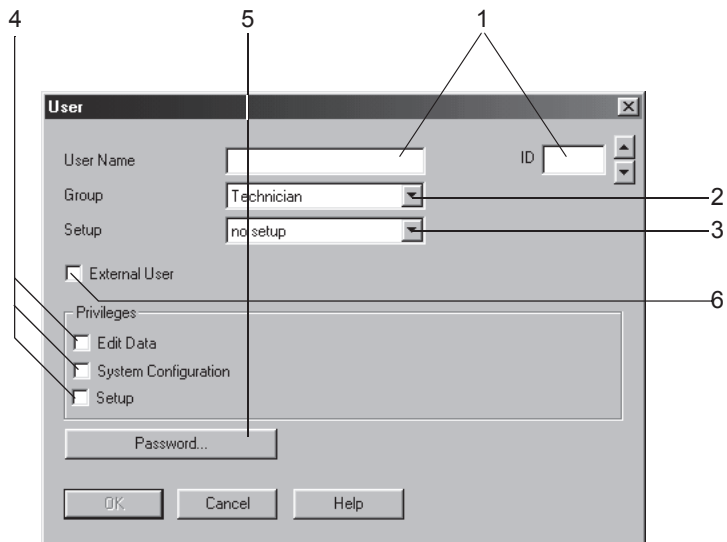 4 5 1
User
User Name ID
Group Technician 2
Setup no setup 3
External User
6
Privileges
Edit Data
System Configuration
Setup
Password...
OK Cancel Help